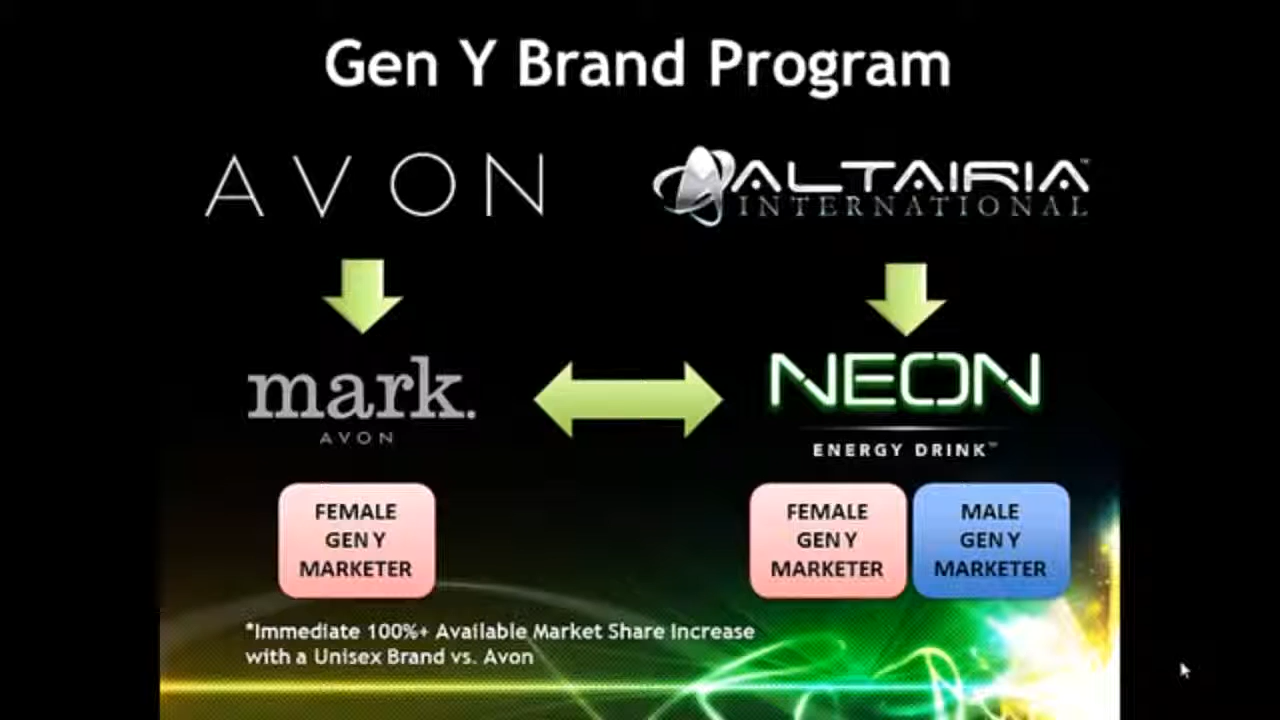 Gen Y Brand Program
AVON
ALTAIRIA™
INTERNATIONAL
mark.
AVON
NEON
ENERGY DRINK™
FEMALE
GEN Y
MARKETER
FEMALE
GEN Y
MARKETER
MALE
GEN Y
MARKETER
*Immediate 100%+ Available Market Share Increase
with a Unisex Brand vs. Avon